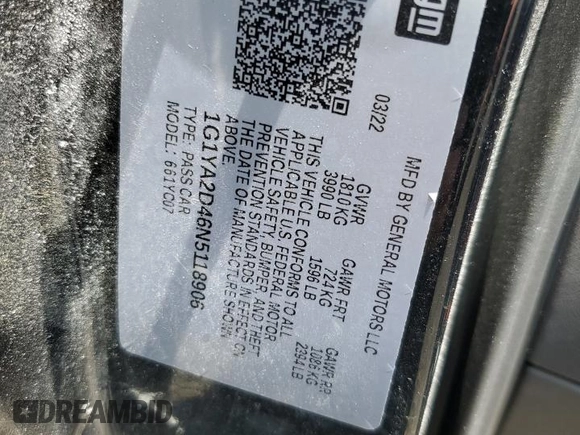 gm
MFD BY GENERAL MOTORS LLC
03/22
GVWR GAWR FRT GAWR RR
1810 KG 724 KG 1086 KG
3990 LB 1596 LB 2394 LB
THIS VEHICLE CONFORMS TO ALL
APPLICABLE U.S. FEDERAL MOTOR
VEHICLE SAFETY, BUMPER, AND THEFT
PREVENTION STANDARDS IN EFFECT ON
THE DATE OF MANUFACTURE SHOWN
ABOVE.
1G1YA2D46N5118906
TYPE: PASS CAR
MODEL: 661YC07
DREAMBID